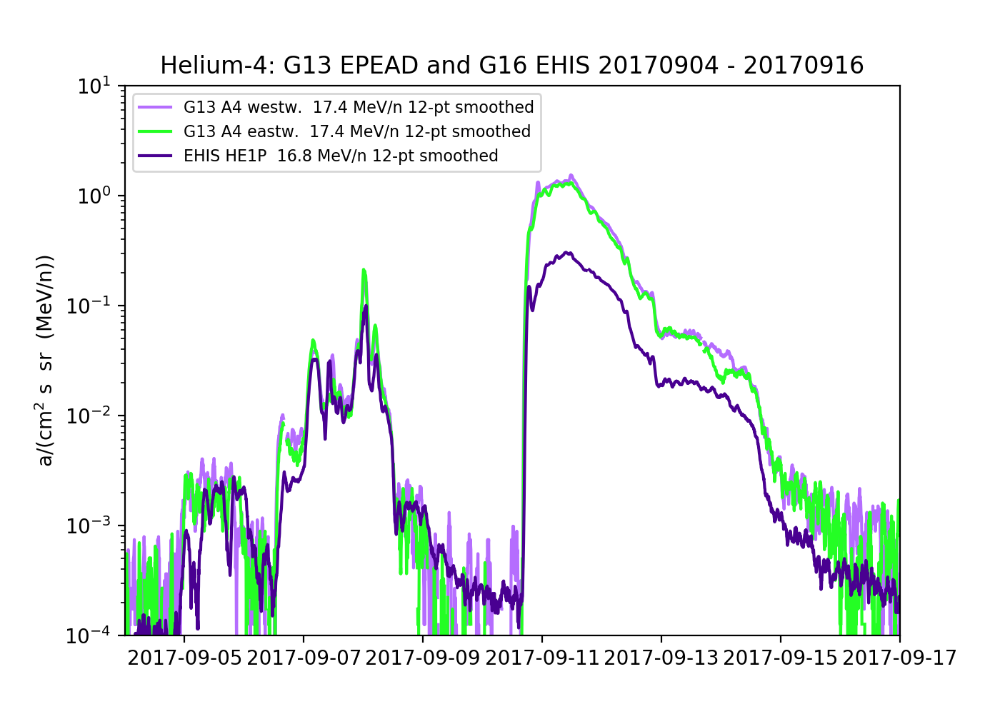 Helium-4: G13 EPEAD and G16 EHIS 20170904 - 20170916
G13 A4 westw.  17.4 MeV/n 12-pt smoothed
G13 A4 eastw.  17.4 MeV/n 12-pt smoothed
EHIS HE1P  16.8 MeV/n 12-pt smoothed
a/(cm² s sr (MeV/n))
10¹
10⁰
10⁻¹
10⁻²
10⁻³
10⁻⁴
2017-09-05 2017-09-07 2017-09-09 2017-09-11 2017-09-13 2017-09-15 2017-09-17